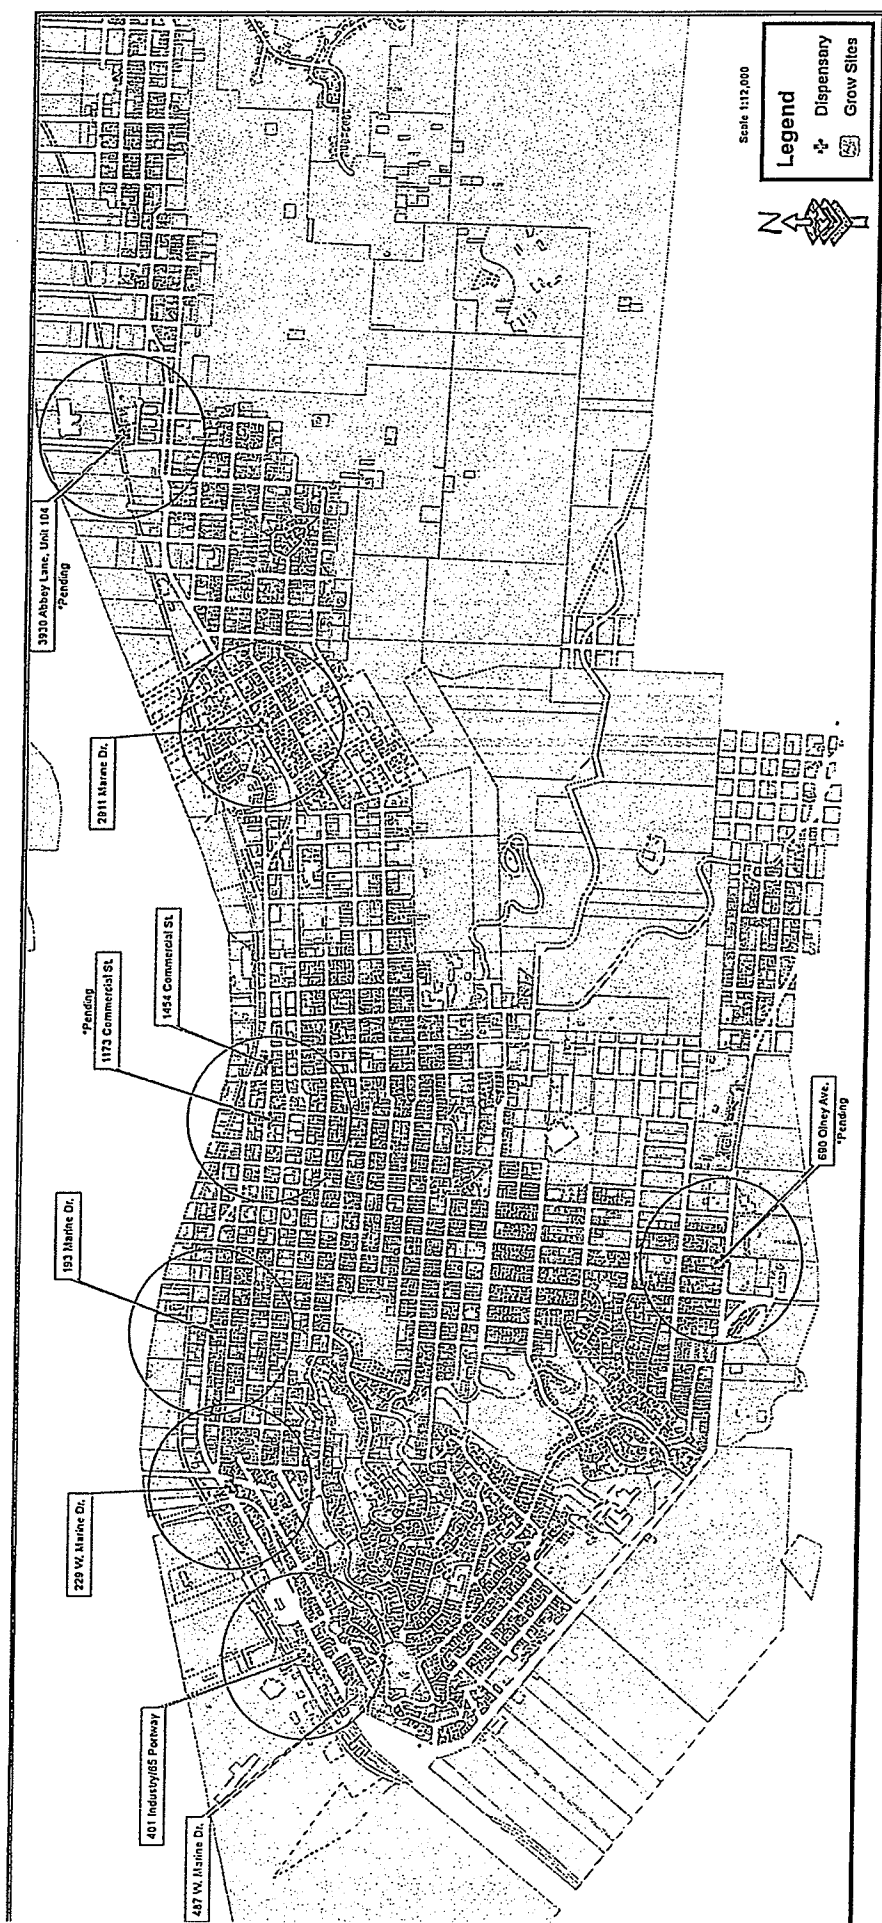 487 W. Marine Dr.
401 Industry/65 Portway
229 W. Marine Dr.
193 Marine Dr.
*Pending
1173 Commercial St.
1454 Commercial St.
2911 Marine Dr.
3930 Abbey Lane, Unit 104
*Pending
690 Olney Ave.
*Pending
Scale 1:12,000
Legend
Dispensary
Grow Sites
N